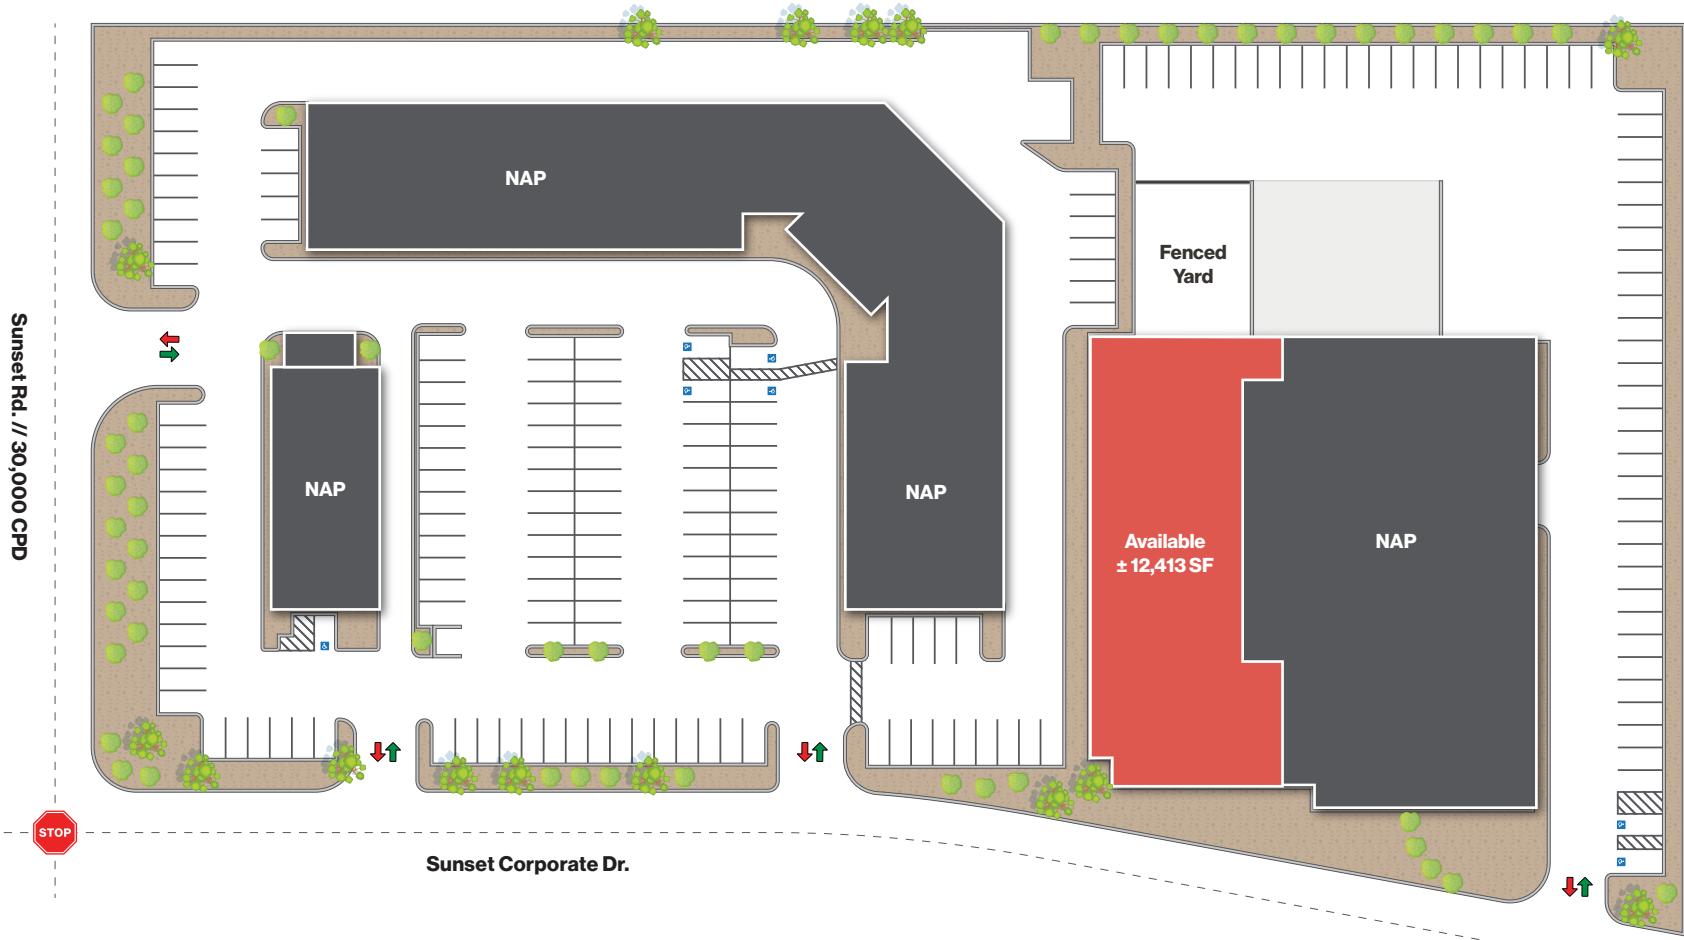 NAP
Fenced
Yard
Sunset Rd. // 30,000 CPD
NAP
NAP
Available
± 12,413 SF
NAP
STOP
Sunset Corporate Dr.